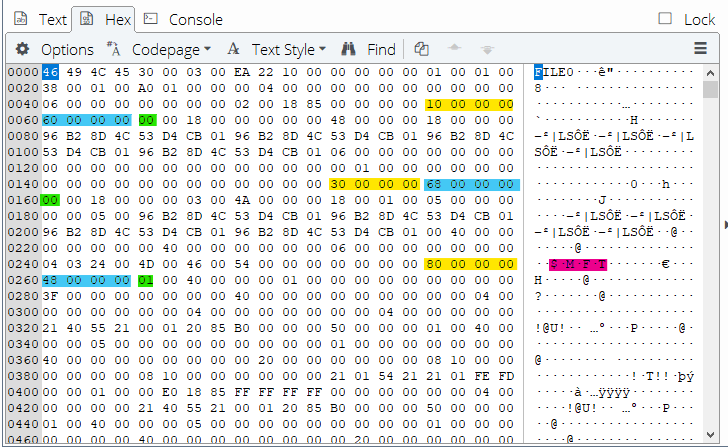 Text Hex Console Lock
Options Codepage Text Style Find
0000 46 49 4C 45 30 00 03 00 EA 22 10 00 00 00 00 00 01 00 01 00 FILE0···ê"··········
0020 38 00 01 00 A0 01 00 00 00 04 00 00 00 00 00 00 00 00 00 00 8···················
0040 06 00 00 00 00 00 00 00 02 00 18 85 00 00 00 00 10 00 00 00 ···········…········
0060 60 00 00 00 00 00 18 00 00 00 00 00 48 00 00 00 18 00 00 00 `···········H·······
0080 96 B2 8D 4C 53 D4 CB 01 96 B2 8D 4C 53 D4 CB 01 96 B2 8D 4C –²|LSÔË·–²|LSÔË·–²|L
0100 53 D4 CB 01 96 B2 8D 4C 53 D4 CB 01 06 00 00 00 00 00 00 00 SÔË·–²|LSÔË·········
0120 00 00 00 00 00 00 00 00 00 00 00 00 00 01 00 00 00 00 00 00 ····················
0140 00 00 00 00 00 00 00 00 00 00 00 00 30 00 00 00 68 00 00 00 ············0···h···
0160 00 00 18 00 00 00 03 00 4A 00 00 00 18 00 01 00 05 00 00 00 ········J···········
0180 00 00 05 00 96 B2 8D 4C 53 D4 CB 01 96 B2 8D 4C 53 D4 CB 01 ····–²|LSÔË·–²|LSÔË·
0200 96 B2 8D 4C 53 D4 CB 01 96 B2 8D 4C 53 D4 CB 01 00 40 00 00 –²|LSÔË·–²|LSÔË··@··
0220 00 00 00 00 00 40 00 00 00 00 00 00 06 00 00 00 00 00 00 00 ·····@··············
0240 04 03 24 00 4D 00 46 00 54 00 00 00 00 00 00 00 80 00 00 00 ··$·M·F·T·······€···
0260 48 00 00 00 01 00 40 00 00 00 01 00 00 00 00 00 00 00 00 00 H·····@·············
0280 3F 00 00 00 00 00 00 00 40 00 00 00 00 00 00 00 00 00 04 00 ?·······@···········
0300 00 00 00 00 00 00 04 00 00 00 00 00 00 00 04 00 00 00 00 00 ····················
0320 21 40 55 21 00 01 20 85 B0 00 00 00 50 00 00 00 01 00 40 00 !@U!·· …°···P·····@·
0340 00 00 05 00 00 00 00 00 00 00 00 00 01 00 00 00 00 00 00 00 ····················
0360 40 00 00 00 00 00 00 00 00 20 00 00 00 00 00 00 08 10 00 00 @········ ··········
0380 00 00 00 00 00 08 10 00 00 00 00 00 21 01 54 21 21 01 FE FD ············!·T!!·þý
0400 00 01 00 00 00 E0 18 85 FF FF FF FF 00 00 00 00 00 00 04 00 ·····à·…ÿÿÿÿ········
0420 00 00 00 00 21 40 55 21 00 01 20 85 B0 00 00 00 50 00 00 00 ····!@U!·· …°···P···
0440 01 00 40 00 00 00 05 00 00 00 00 00 00 00 00 00 01 00 00 00 ··@·················
0460 00 00 00 00 40 00 00 00 00 00 00 00 00 20 00 00 00 00 00 00 ····@········ ······